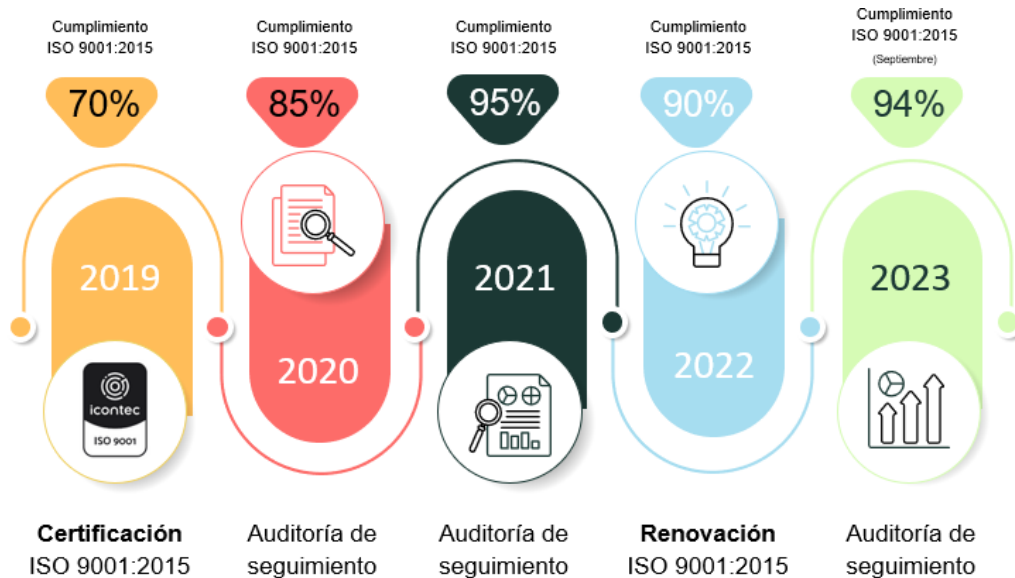 Cumplimiento
ISO 9001:2015
70%
2019
icontec
ISO 9001
Certificación
ISO 9001:2015
Cumplimiento
ISO 9001:2015
85%
2020
Auditoría de
seguimiento
Cumplimiento
ISO 9001:2015
95%
2021
Auditoría de
seguimiento
Cumplimiento
ISO 9001:2015
90%
2022
Renovación
ISO 9001:2015
Cumplimiento
ISO 9001:2015
(Septiembre)
94%
2023
Auditoría de
seguimiento